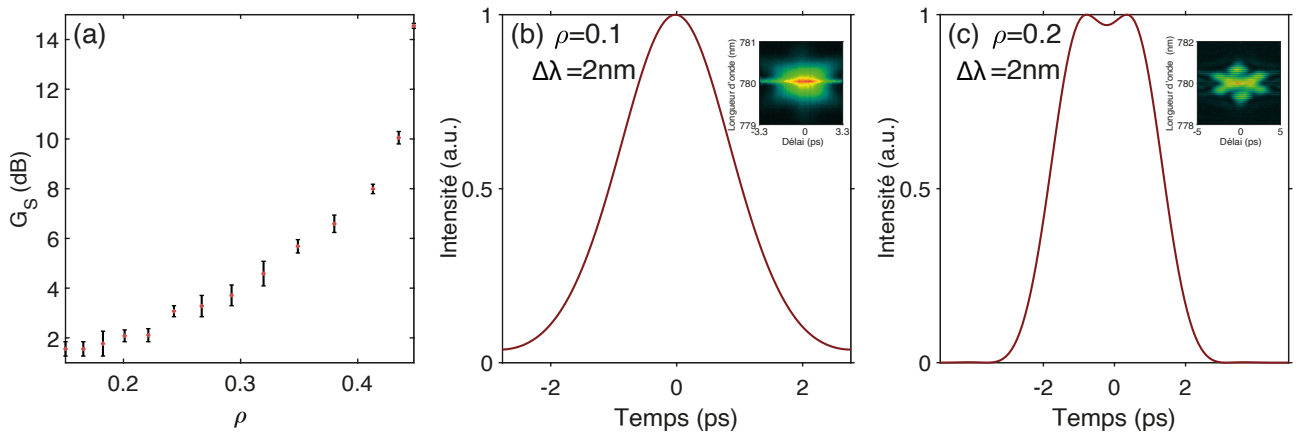 (a)
14
12
10
8
6
4
2
G_S (dB)
0.2
0.3
0.4
ρ
(b) ρ=0.1
Δλ=2nm
1
0.5
0
Intensité (a.u.)
-2
0
2
Temps (ps)
Longueur d'onde (nm)
781
780
779
-3.3
0
3.3
Délai (ps)
(c) ρ=0.2
Δλ=2nm
1
0.5
0
Intensité (a.u.)
-2
0
2
Temps (ps)
Longueur d'onde (nm)
782
780
778
-5
0
5
Délai (ps)